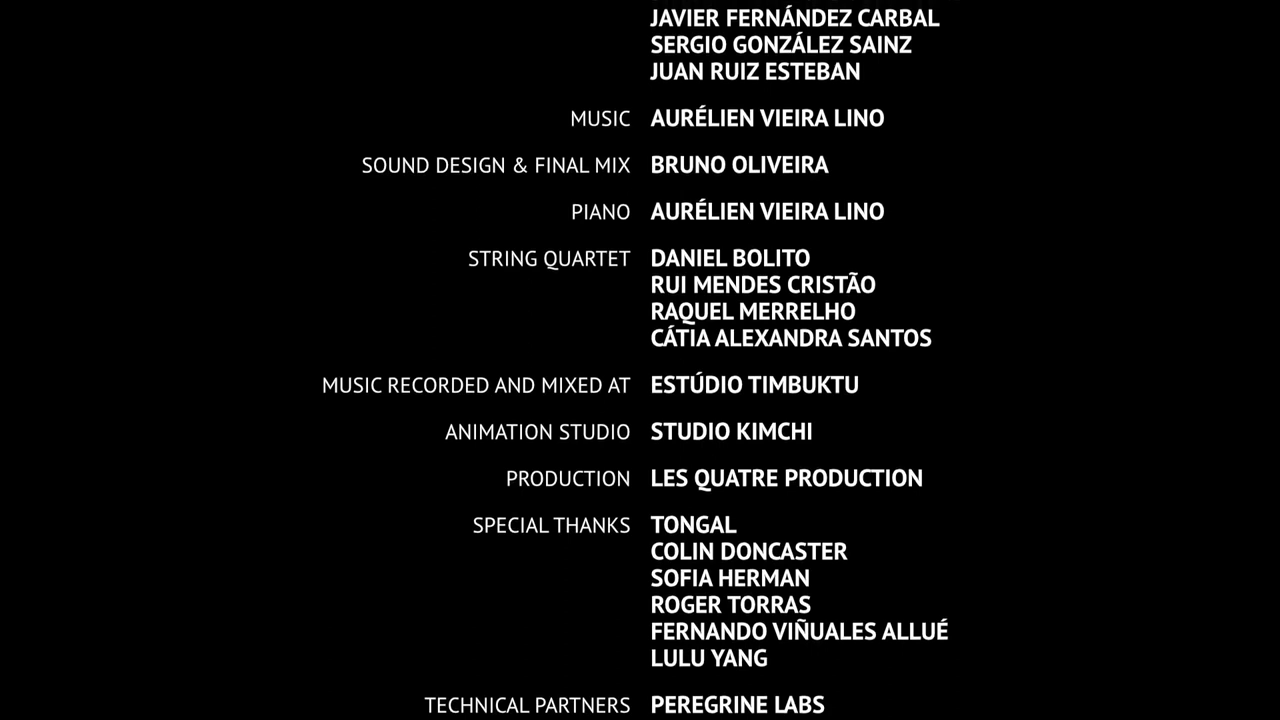 JAVIER FERNÁNDEZ CARBAL
SERGIO GONZÁLEZ SAINZ
JUAN RUIZ ESTEBAN
MUSIC AURÉLIEN VIEIRA LINO
SOUND DESIGN & FINAL MIX BRUNO OLIVEIRA
PIANO AURÉLIEN VIEIRA LINO
STRING QUARTET DANIEL BOLITO
RUI MENDES CRISTÃO
RAQUEL MERRELHO
CÁTIA ALEXANDRA SANTOS
MUSIC RECORDED AND MIXED AT ESTÚDIO TIMBUKTU
ANIMATION STUDIO STUDIO KIMCHI
PRODUCTION LES QUATRE PRODUCTION
SPECIAL THANKS TONGAL
COLIN DONCASTER
SOFIA HERMAN
ROGER TORRAS
FERNANDO VIÑUALES ALLUÉ
LULU YANG
TECHNICAL PARTNERS PEREGRINE LABS